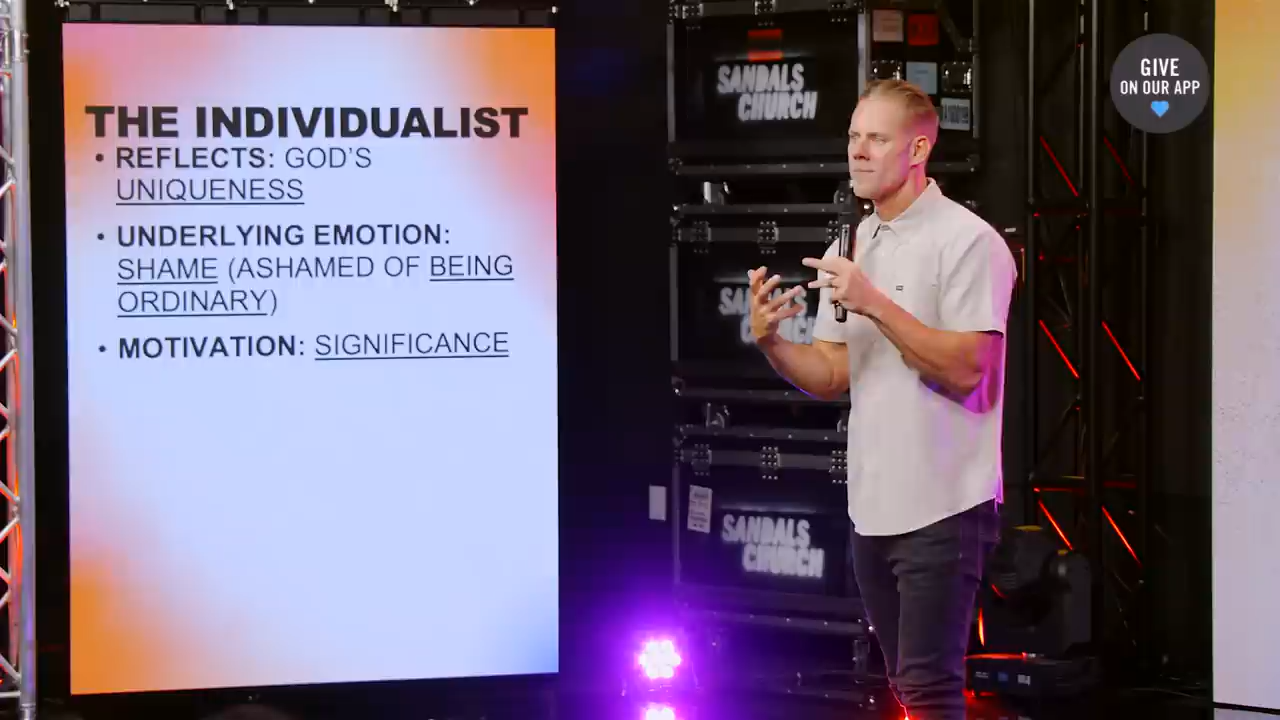 THE INDIVIDUALIST
• REFLECTS: GOD'S
UNIQUENESS
• UNDERLYING EMOTION:
SHAME (ASHAMED OF BEING
ORDINARY)
• MOTIVATION: SIGNIFICANCE
SANDALS
CHURCH
SANDALS
SANDALS
CHURCH
GIVE
ON OUR APP